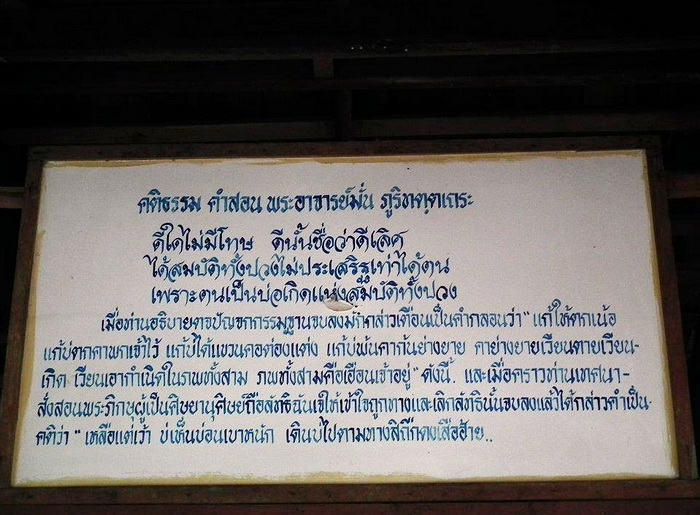 คติธรรม คำสอน พระอาจารย์มั่น ภูริทตฺตเถระ
ดีใดไม่มีโทษ ดีนั้นชื่อว่าดีเลิศ
ได้สมบัติทั้งปวงไม่ประเสริฐเท่าได้ตน
เพราะตนเป็นบ่อเกิดแห่งสมบัติทั้งปวง
เมื่อท่านอธิบายตจปัญจกกรรมฐานจบลงมักกล่าวเตือนเป็นคำกลอนว่า "แก้ให้ตกเน้อ
แก้บ่ตกคาพกเจ้าไว้ แก้บ่ได้แขวนคอต่องแต่ง แก้บ่พ้นคาก้นย่างยาย คาย่างยายเวียนตายเวียน-
เกิด เวียนเอากำเนิดในภพทั้งสาม ภพทั้งสามคือเฮือนเจ้าอยู่" ดังนี้. และเมื่อคราวท่านเทศนา-
สั่งสอนพระภิกษุผู้เป็นศิษยานุศิษย์ถือลัทธิฉันเจให้เข้าใจถูกทางและเลิกลัทธินั้นจบลงแล้วได้กล่าวคำเป็น-
คติว่า "เหลือแต่เว้า บ่เห็นบ่อนเบาหนัก เดินบ่ไปตามทางสิถืกดงเสือฮ้าย..